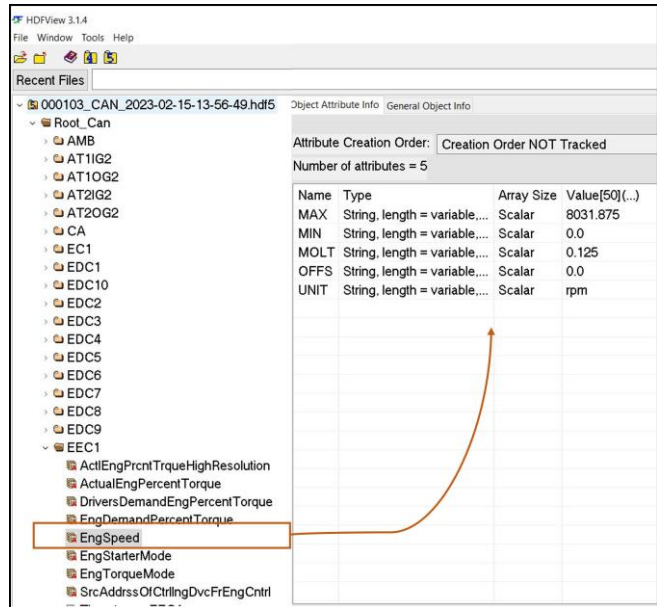 HDFView 3.1.4
File Window Tools Help
Recent Files
000103_CAN_2023-02-15-13-56-49.hdf5
Root_Can
AMB
AT1IG2
AT1OG2
AT2IG2
AT2OG2
CA
EC1
EDC1
EDC10
EDC2
EDC3
EDC4
EDC5
EDC6
EDC7
EDC8
EDC9
EEC1
ActlEngPrcntTrqueHighResolution
ActualEngPercentTorque
DriversDemandEngPercentTorque
EngDemandPercentTorque
EngSpeed
EngStarterMode
EngTorqueMode
SrcAddrssOfCtrllngDvcFrEngCntrl
Object Attribute Info General Object Info
Attribute Creation Order: Creation Order NOT Tracked
Number of attributes = 5
Name Type Array Size Value[50](...)
MAX String, length = variable,... Scalar 8031.875
MIN String, length = variable,... Scalar 0.0
MOLT String, length = variable,... Scalar 0.125
OFFS String, length = variable,... Scalar 0.0
UNIT String, length = variable,... Scalar rpm